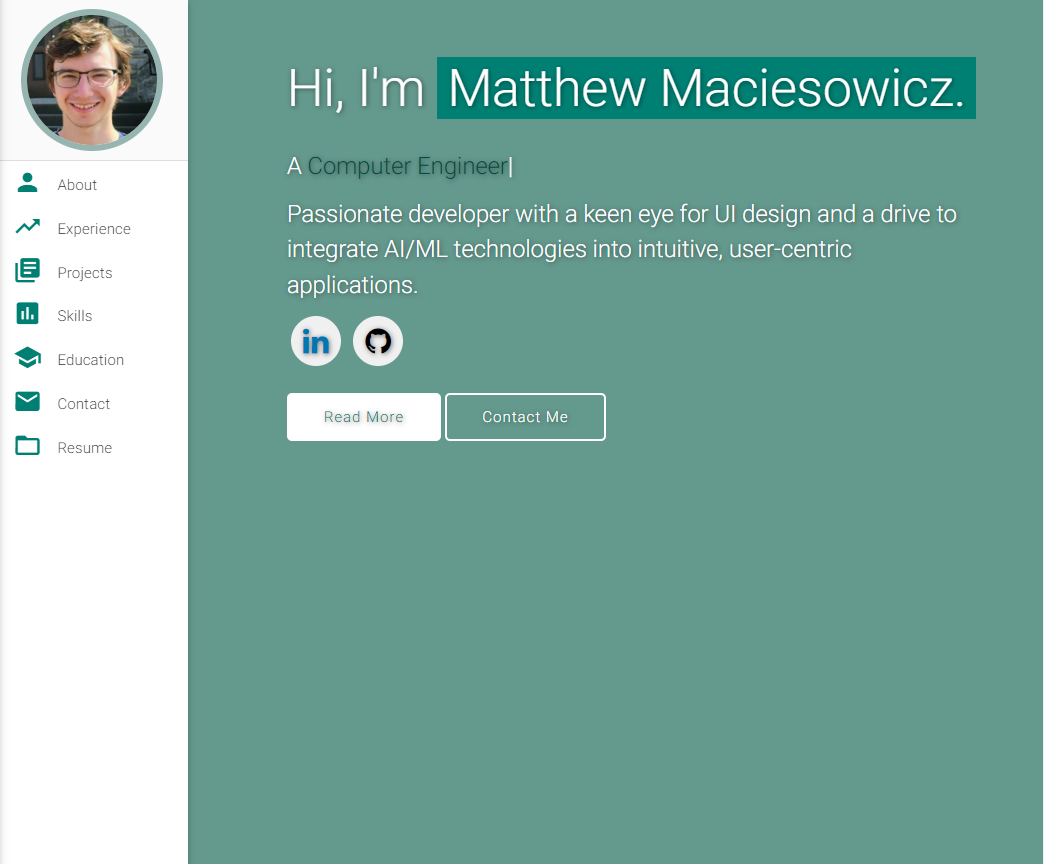 About
Experience
Projects
Skills
Education
Contact
Resume
Hi, I'm Matthew Maciesowicz.
A Computer Engineer|
Passionate developer with a keen eye for UI design and a drive to
integrate AI/ML technologies into intuitive, user-centric
applications.
in
Read More Contact Me